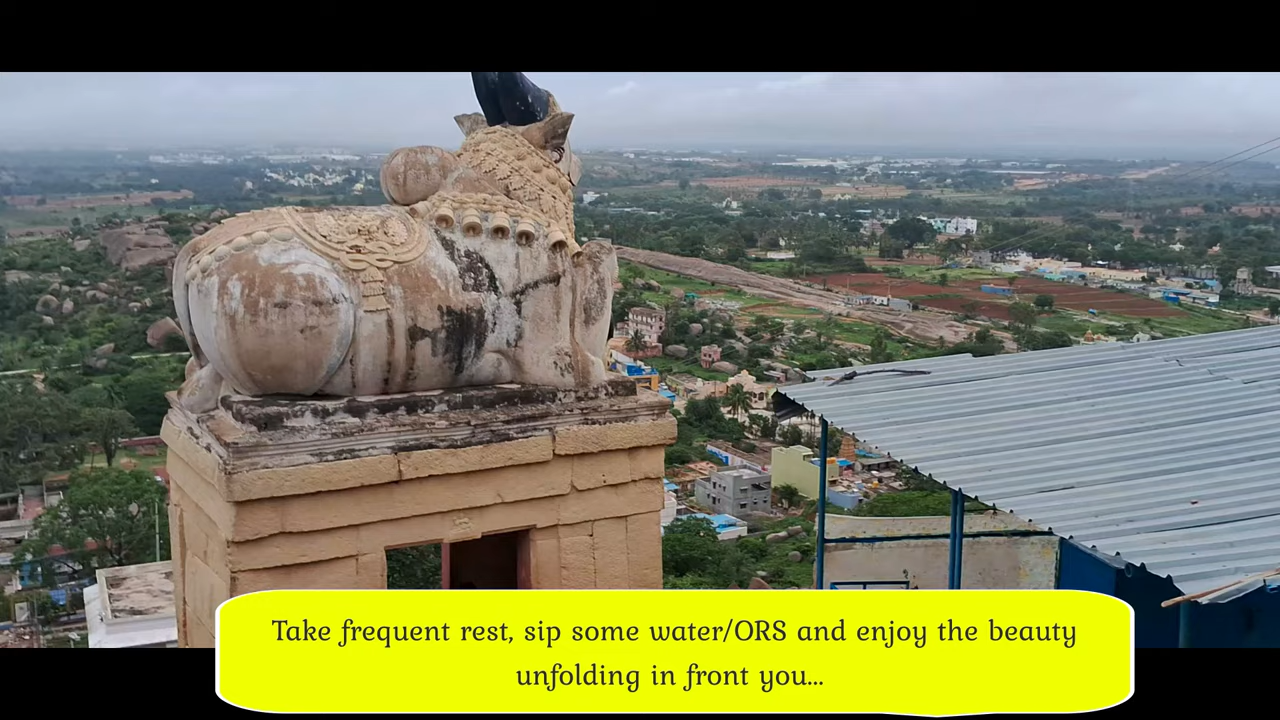 Take frequent rest, sip some water/ORS and enjoy the beauty
unfolding in front you...